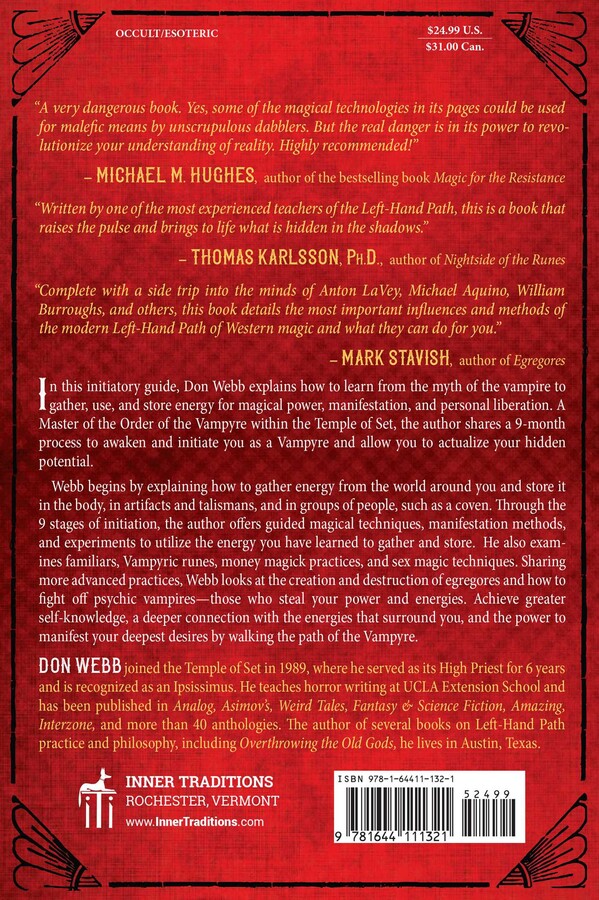 OCCULT/ESOTERIC
$24.99 U.S.
$31.00 Can.
“A very dangerous book. Yes, some of the magical technologies in its pages could be used
for malefic means by unscrupulous dabblers. But the real danger is in its power to revo-
lutionize your understanding of reality. Highly recommended!”
– MICHAEL M. HUGHES, author of the bestselling book Magic for the Resistance
“Written by one of the most experienced teachers of the Left-Hand Path, this is a book that
raises the pulse and brings to life what is hidden in the shadows.”
– THOMAS KARLSSON, PH.D., author of Nightside of the Runes
“Complete with a side trip into the minds of Anton LaVey, Michael Aquino, William
Burroughs, and others, this book details the most important influences and methods of
the modern Left-Hand Path of Western magic and what they can do for you.”
– MARK STAVISH, author of Egregores
In this initiatory guide, Don Webb explains how to learn from the myth of the vampire to
gather, use, and store energy for magical power, manifestation, and personal liberation. A
Master of the Order of the Vampyre within the Temple of Set, the author shares a 9-month
process to awaken and initiate you as a Vampyre and allow you to actualize your hidden
potential.
Webb begins by explaining how to gather energy from the world around you and store it
in the body, in artifacts and talismans, and in groups of people, such as a coven. Through the
9 stages of initiation, the author offers guided magical techniques, manifestation methods,
and experiments to utilize the energy you have learned to gather and store. He also exam-
ines familiars, Vampyric runes, money magick practices, and sex magic techniques. Sharing
more advanced practices, Webb looks at the creation and destruction of egregores and how to
fight off psychic vampires—those who steal your power and energies. Achieve greater
self-knowledge, a deeper connection with the energies that surround you, and the power to
manifest your deepest desires by walking the path of the Vampyre.
DON WEBB joined the Temple of Set in 1989, where he served as its High Priest for 6 years
and is recognized as an Ipsissimus. He teaches horror writing at UCLA Extension School and
has been published in Analog, Asimov’s, Weird Tales, Fantasy & Science Fiction, Amazing,
Interzone, and more than 40 anthologies. The author of several books on Left-Hand Path
practice and philosophy, including Overthrowing the Old Gods, he lives in Austin, Texas.
INNER TRADITIONS
ROCHESTER, VERMONT
www.InnerTraditions.com
ISBN 978-1-64411-132-1
52499
9 781644 111321